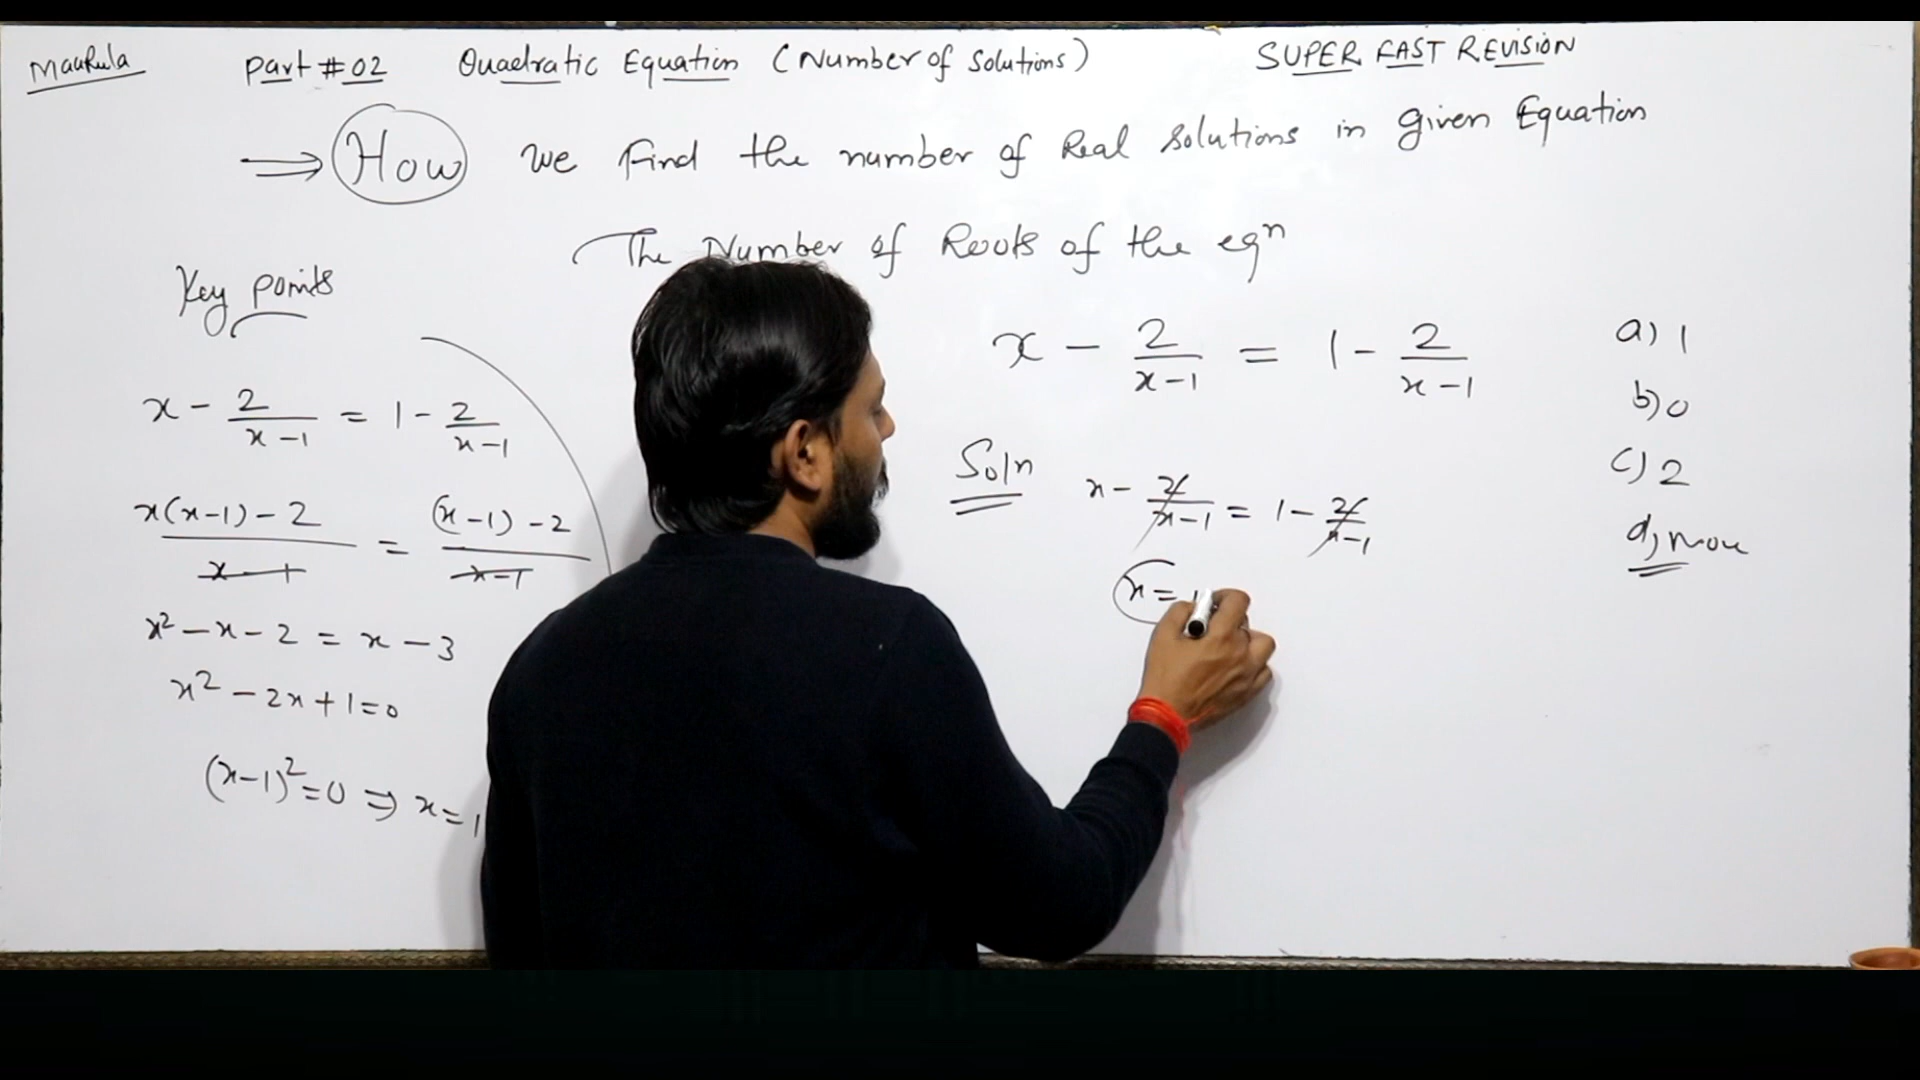 Maukula Part #02 Quadratic Equation (Number of Solutions) SUPER FAST REVISION
⇒ How we find the number of Real Solutions in given Equation
The Number of Roots of the eqⁿ
x - 2/(x-1) = 1 - 2/(x-1)
a) 1
b) 0
c) 2
d)
Soln x - 2/(x-1) = 1 - 2/(x-1)
x = 1
Key points
x - 2/(x-1) = 1 - 2/(x-1)
(x(x-1) - 2)/(x-1) = ((x-1) - 2)/(x-1)
x² - x - 2 = x - 3
x² - 2x + 1 = 0
(x-1)² = 0 ⇒ x = 1